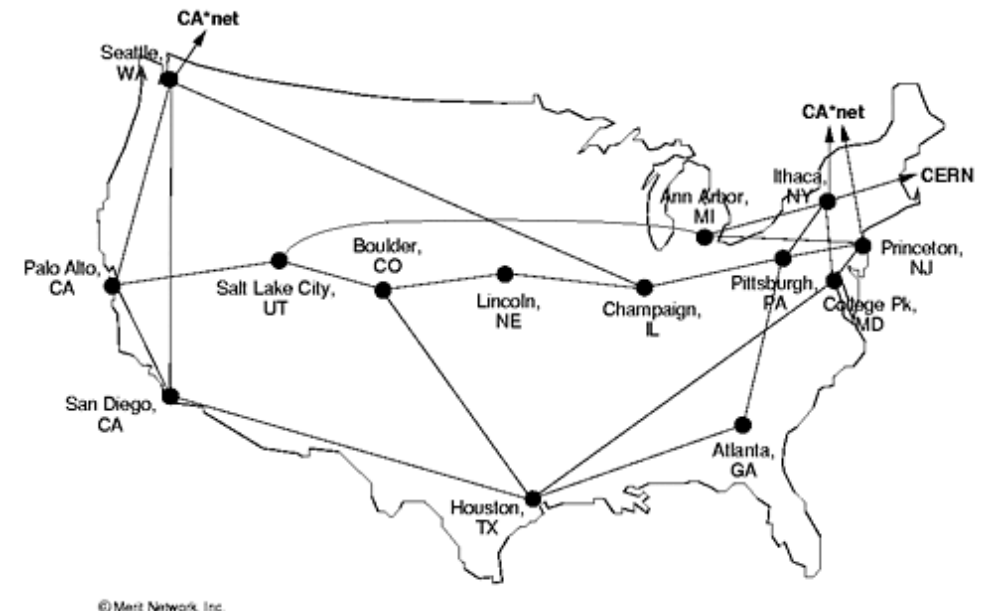 CA*net
Seattle,
WA
CA*net
Ithaca,
NY
CERN
Ann Arbor,
MI
Boulder,
CO
Princeton,
NJ
Palo Alto,
CA
Salt Lake City,
UT
Lincoln,
NE
Champaign,
IL
Pittsburgh,
PA
College Pk,
MD
San Diego,
CA
Atlanta,
GA
Houston,
TX
© Merit Network, Inc.